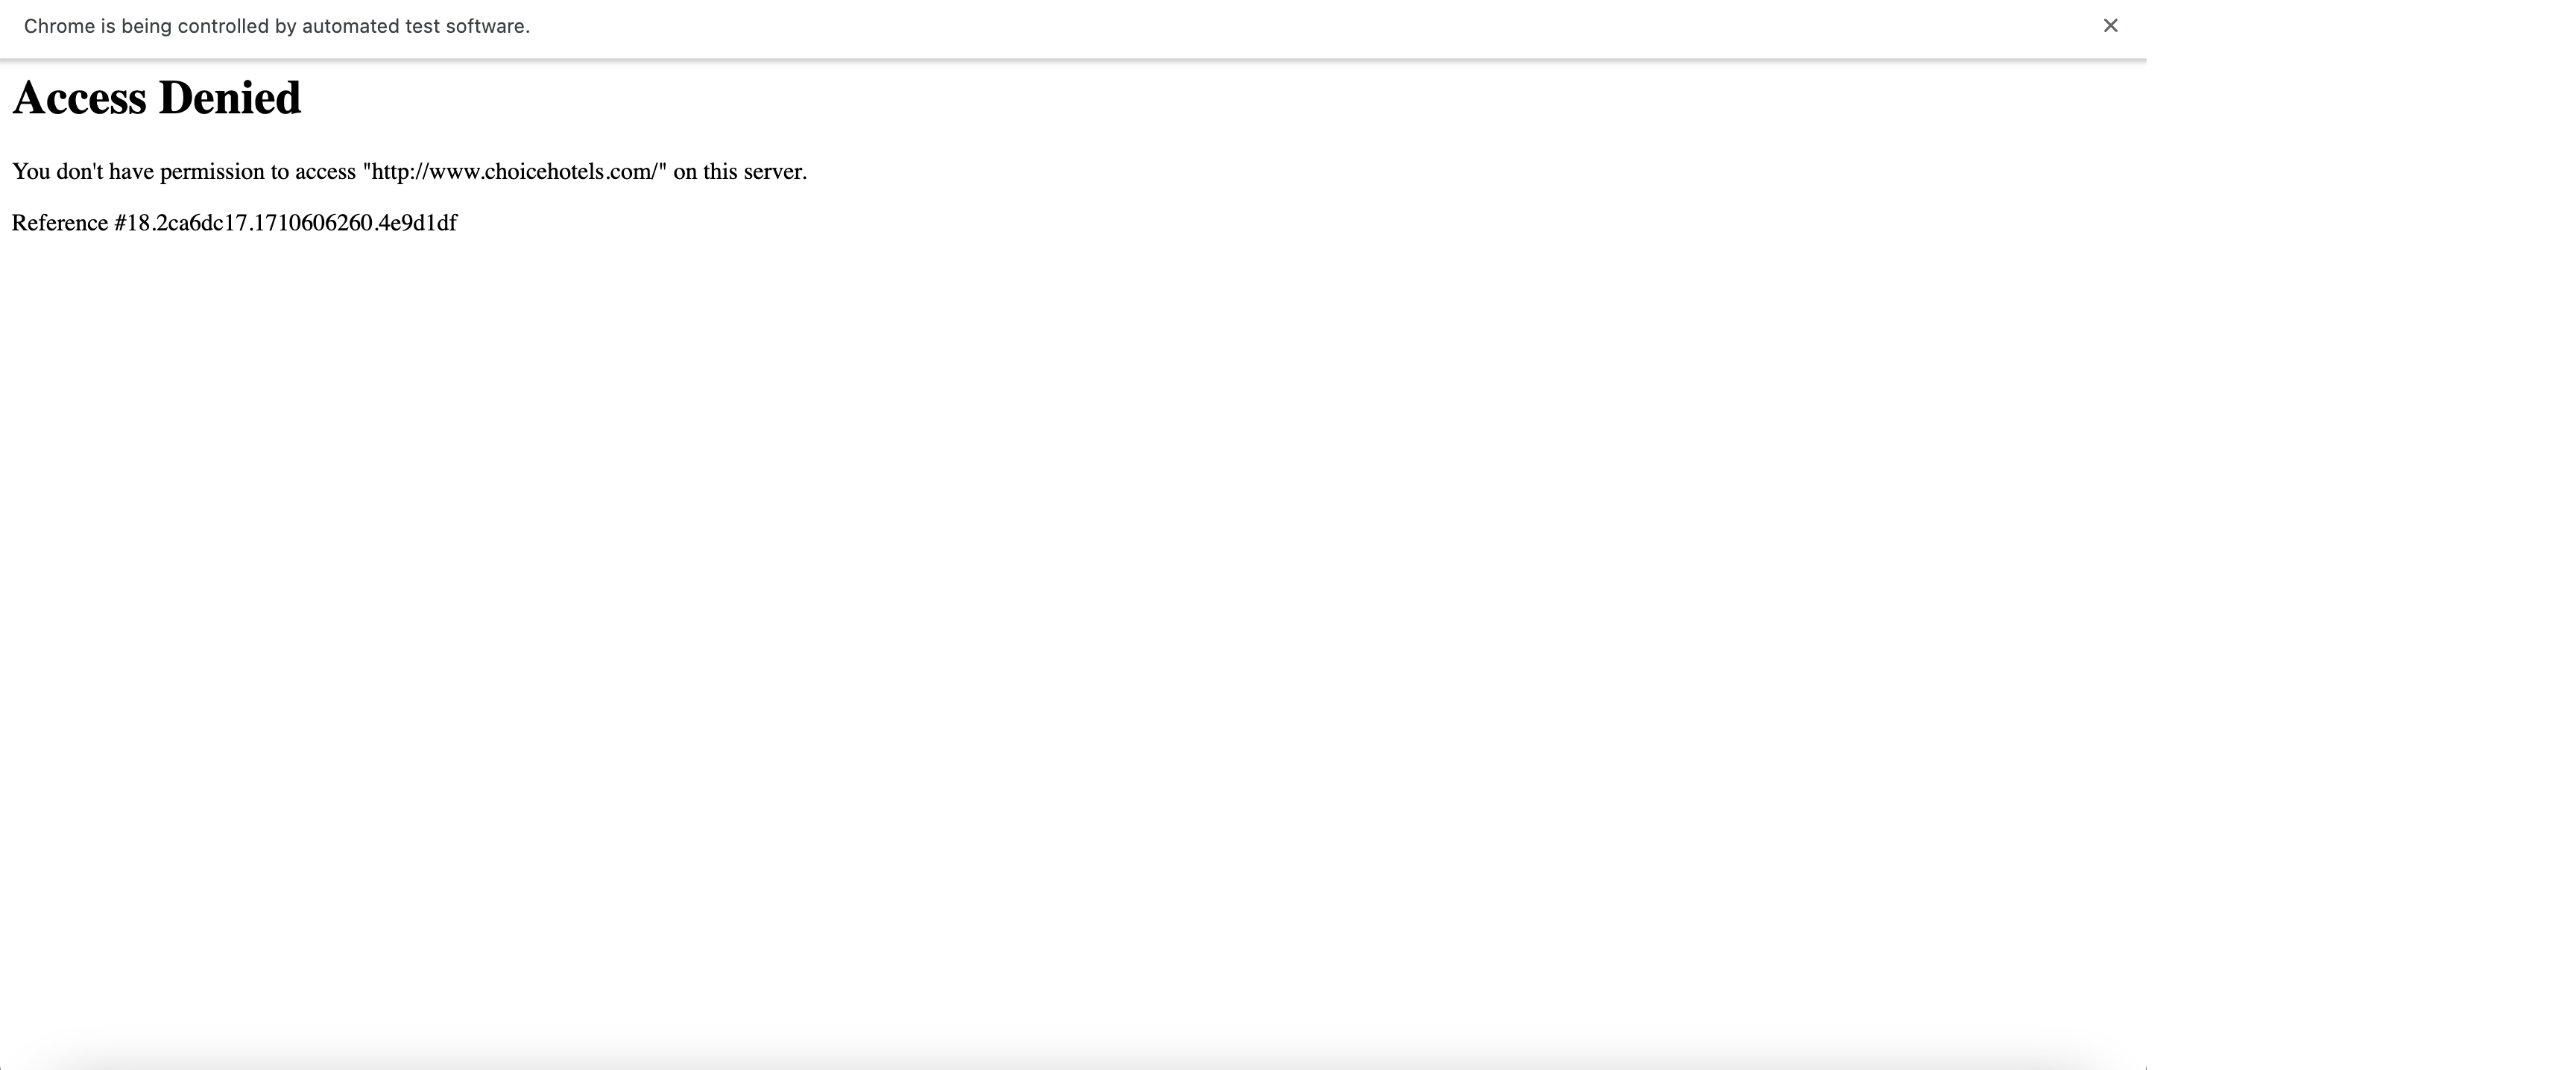 Chrome is being controlled by automated test software.
Access Denied
You don't have permission to access "http://www.choicehotels.com/" on this server.
Reference #18.2ca6dc17.1710606260.4e9d1df